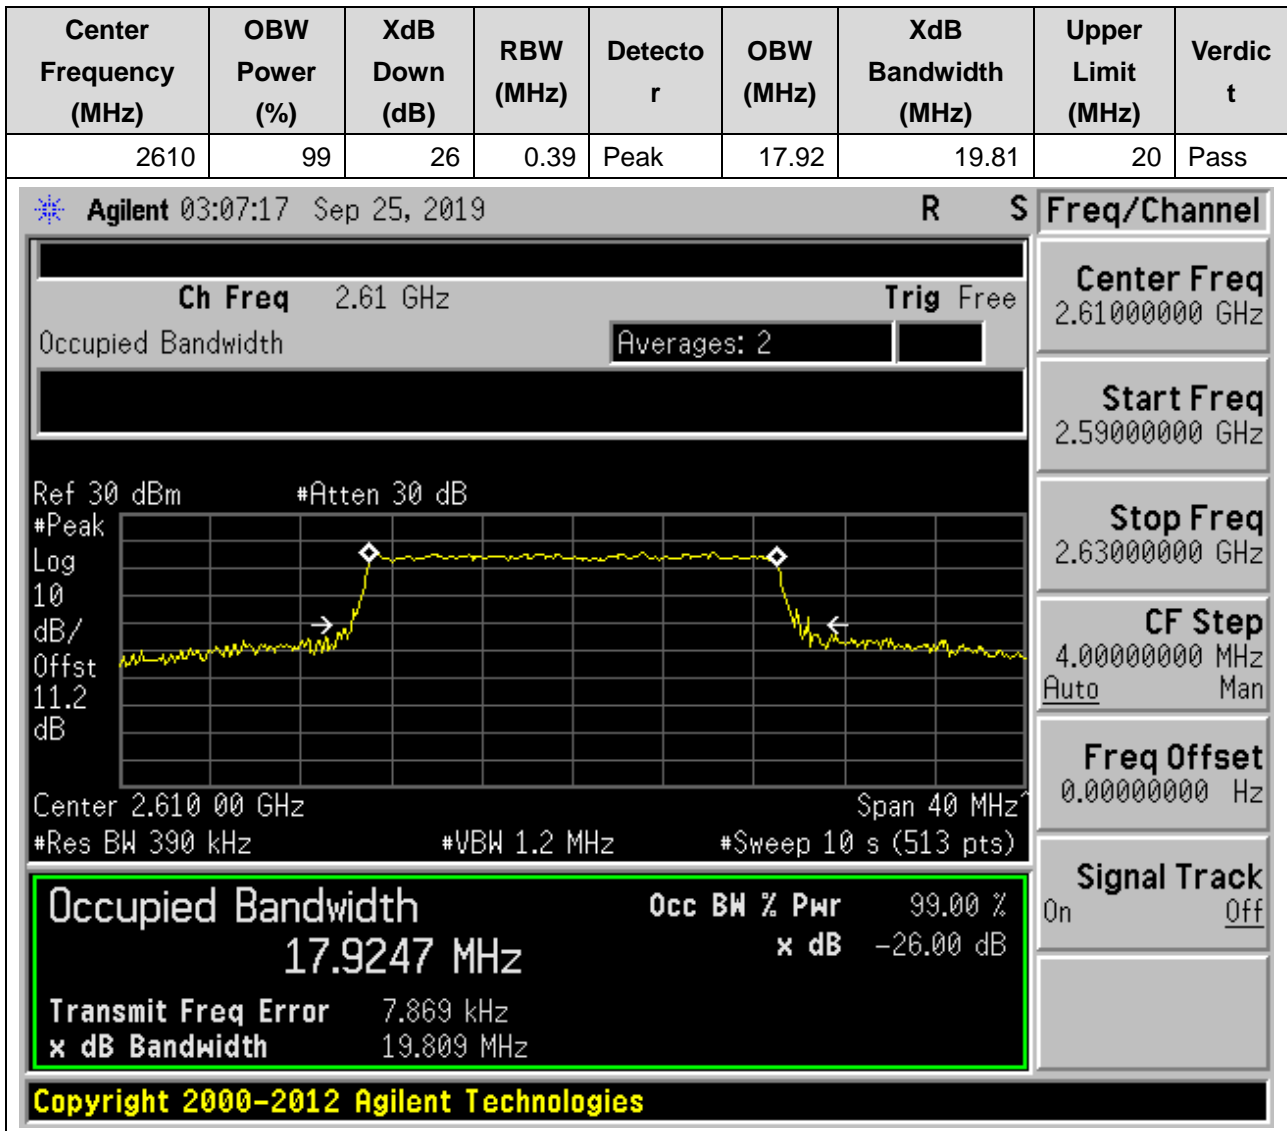 Center Frequency (MHz) OBW Power (%) XdB Down (dB) RBW (MHz) Detecto r OBW (MHz) XdB Bandwidth (MHz) Upper Limit (MHz) Verdic t
2610 99 26 0.39 Peak 17.92 19.81 20 Pass
Agilent 03:07:17 Sep 25, 2019 R S
Ch Freq 2.61 GHz Trig Free
Occupied Bandwidth Averages: 2
Ref 30 dBm #Atten 30 dB
#Peak
Log
10
dB/
Offst
11.2
dB
Center 2.610 00 GHz Span 40 MHz^
#Res BW 390 kHz #VBW 1.2 MHz #Sweep 10 s (513 pts)
Occupied Bandwidth Occ BW % Pwr 99.00 %
17.9247 MHz x dB -26.00 dB
Transmit Freq Error 7.869 kHz
x dB Bandwidth 19.809 MHz
Copyright 2000-2012 Agilent Technologies
Freq/Channel
Center Freq
2.61000000 GHz
Start Freq
2.59000000 GHz
Stop Freq
2.63000000 GHz
CF Step
4.00000000 MHz
Auto Man
Freq Offset
0.00000000 Hz
Signal Track
On Off